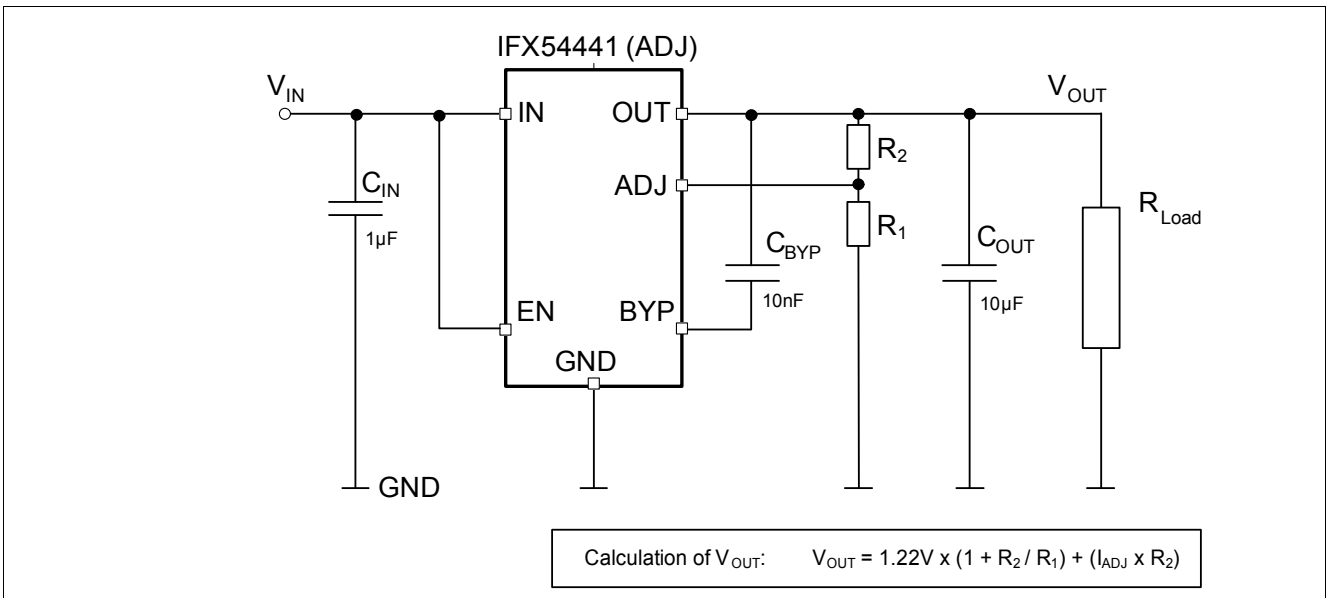 IFX54441 (ADJ)
VIN
VOUT
IN
OUT
R2
ADJ
CIN
1µF
R1
RLoad
CBYP
10nF
COUT
10µF
EN
BYP
GND
GND
Calculation of VOUT: VOUT = 1.22V x (1 + R2 / R1) + (IADJ x R2)